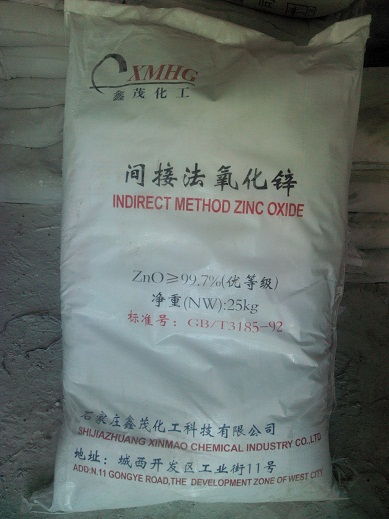 XMHG
鑫茂化工
间接法氧化锌
INDIRECT METHOD ZINC OXIDE
ZnO≥99.7%(优等级)
净重(NW):25kg
标准号: GB/T3185-92
石家庄鑫茂化工科技有限公司
SHIJIAZHUANG XINMAO CHEMICAL INDUSTRY CO.,LTD
地址: 城西开发区工业街11号
ADD:N.11 GONGYE ROAD,THE DEVELOPMENT ZONE OF WEST CITY